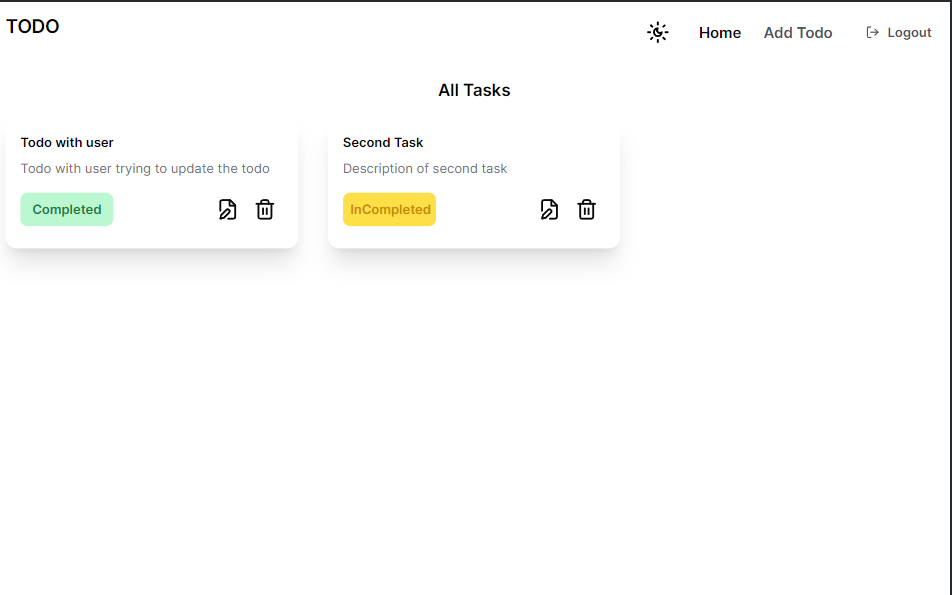 TODO
Home
Add Todo
Logout
All Tasks
Todo with user
Todo with user trying to update the todo
Completed
Second Task
Description of second task
InCompleted